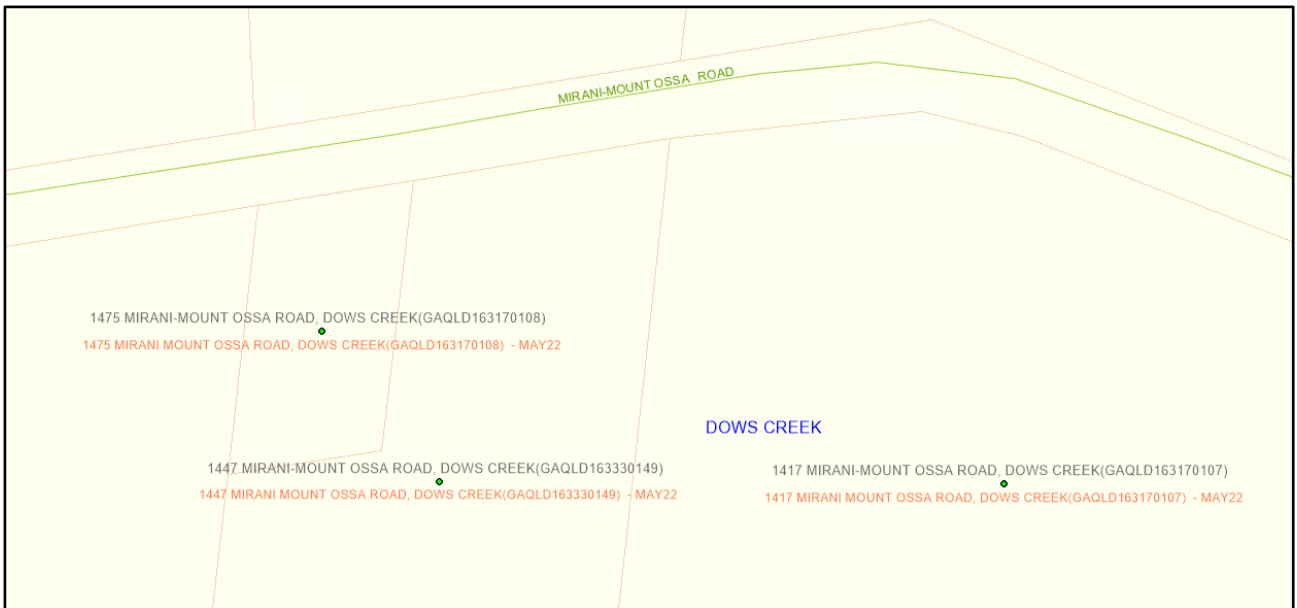 MIRANI-MOUNT OSSA ROAD
1475 MIRANI-MOUNT OSSA ROAD, DOWS CREEK(GAQLD163170108)
1475 MIRANI MOUNT OSSA ROAD, DOWS CREEK(GAQLD163170108) - MAY22
DOWS CREEK
1447 MIRANI-MOUNT OSSA ROAD, DOWS CREEK(GAQLD163330149)
1447 MIRANI MOUNT OSSA ROAD, DOWS CREEK(GAQLD163330149) - MAY22
1417 MIRANI-MOUNT OSSA ROAD, DOWS CREEK(GAQLD163170107)
1417 MIRANI MOUNT OSSA ROAD, DOWS CREEK(GAQLD163170107) - MAY22